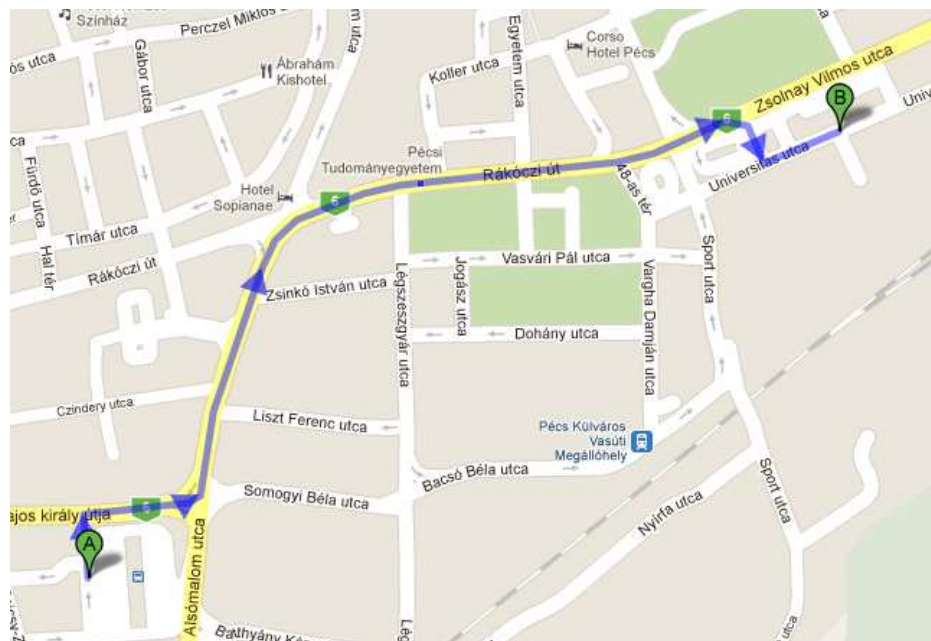 Színház
Perczel Miklós
Gábor utca
utca
Ábrahám
Kishotel
Koller utca
Egyetem utca
Corso
Hotel Pécs
Zsolnay Vilmos utca
B
Universitas utca
Fürdő utca
Hal tér
Tímár utca
Rákóczi út
Hotel
Sopianae
Pécsi
Tudományegyetem
6
Rákóczi út
6
48-as tér
Zsinkó István utca
Légszeszgyár utca
Jogász utca
Vasvári Pál utca
Vargha Damján utca
Sport utca
Dohány utca
Czindery utca
Liszt Ferenc utca
Pécs Külváros
Vasúti
Megállóhely
Bacsó Béla utca
Somogyi Béla utca
ajos király útja
6
A
Alsómalom utca
Nyírfa utca
Sport utca